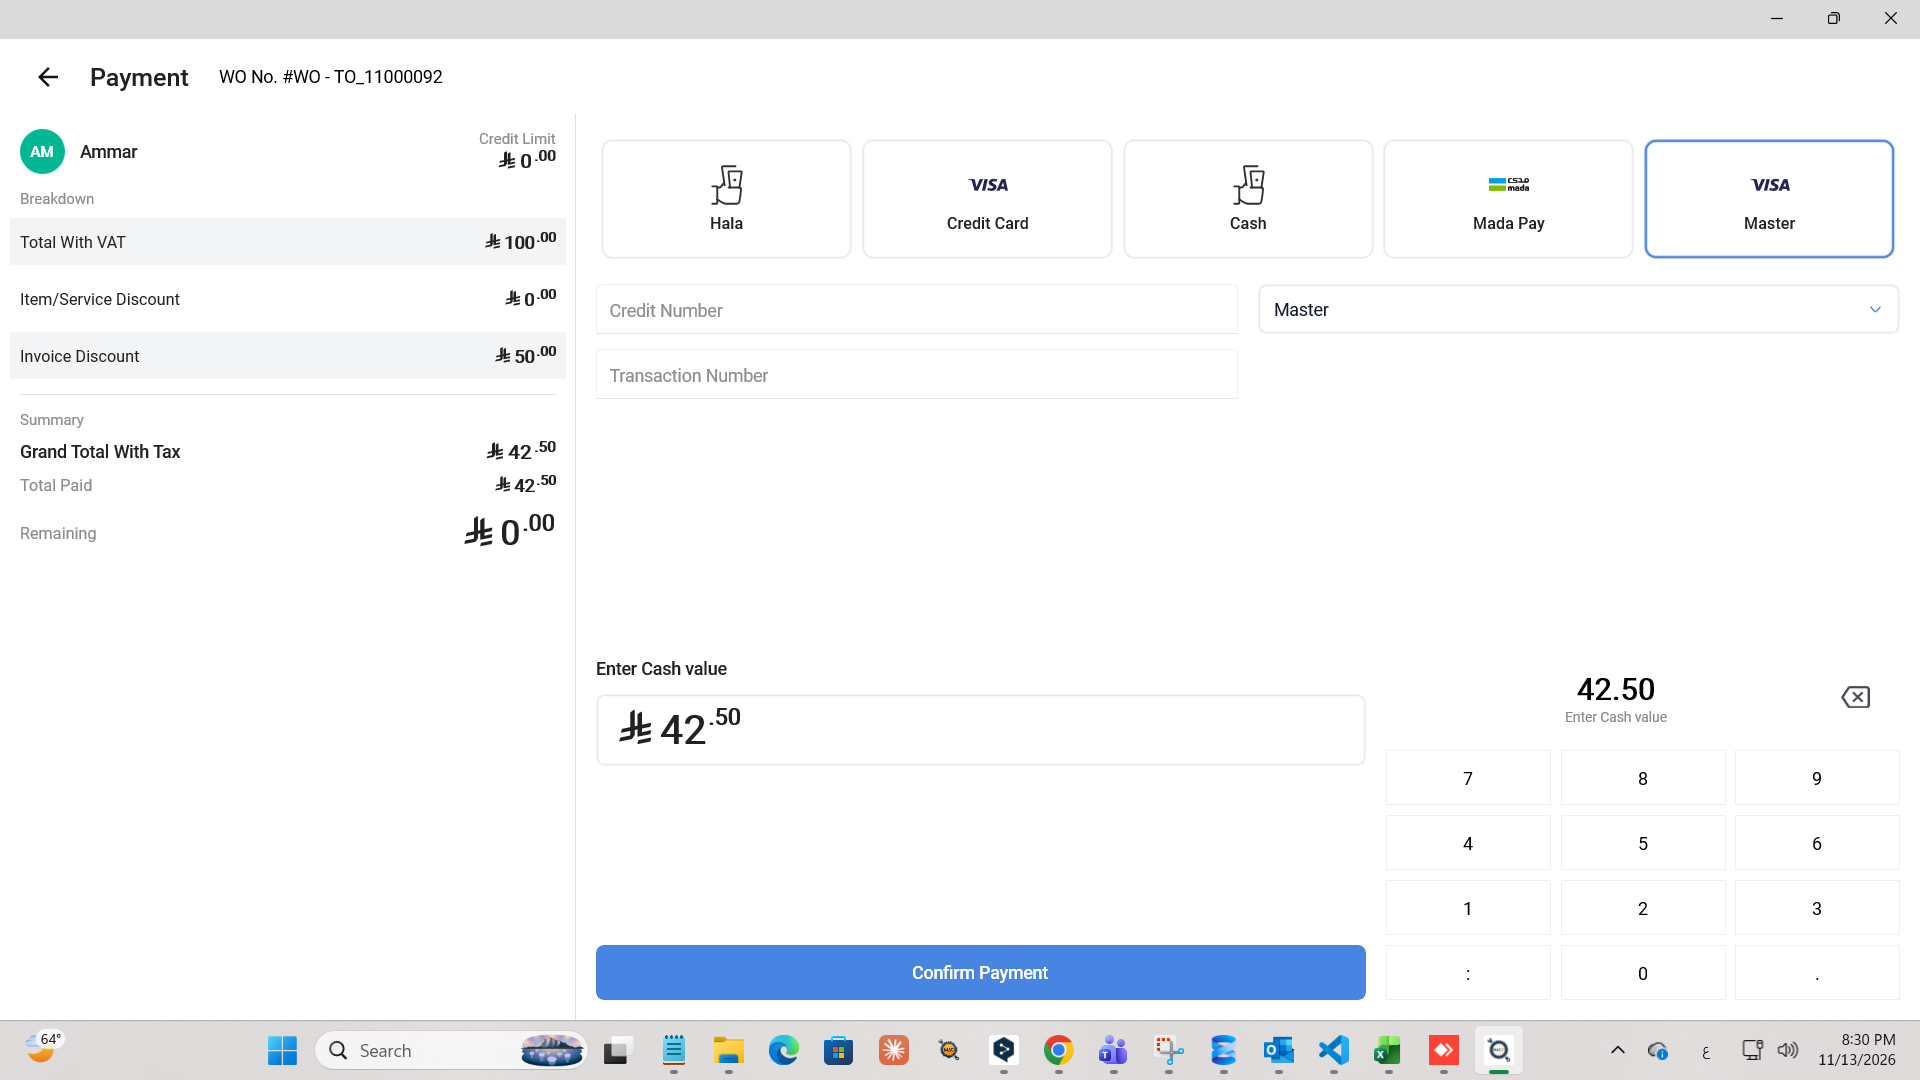 Payment WO No. #WO - TO_11000092
AM Ammar
Credit Limit
0.00
Breakdown
Total With VAT 100.00
Item/Service Discount 0.00
Invoice Discount 50.00
Summary
Grand Total With Tax 42.50
Total Paid 42.50
Remaining 0.00
Hala
VISA
Credit Card
Cash
مدى
mada
Mada Pay
VISA
Master
Credit Number
Master
Transaction Number
Enter Cash value
42.50
42.50
Enter Cash value
7 8 9
4 5 6
1 2 3
: 0 .
Confirm Payment
64°
Search
ع
8:30 PM
11/13/2026